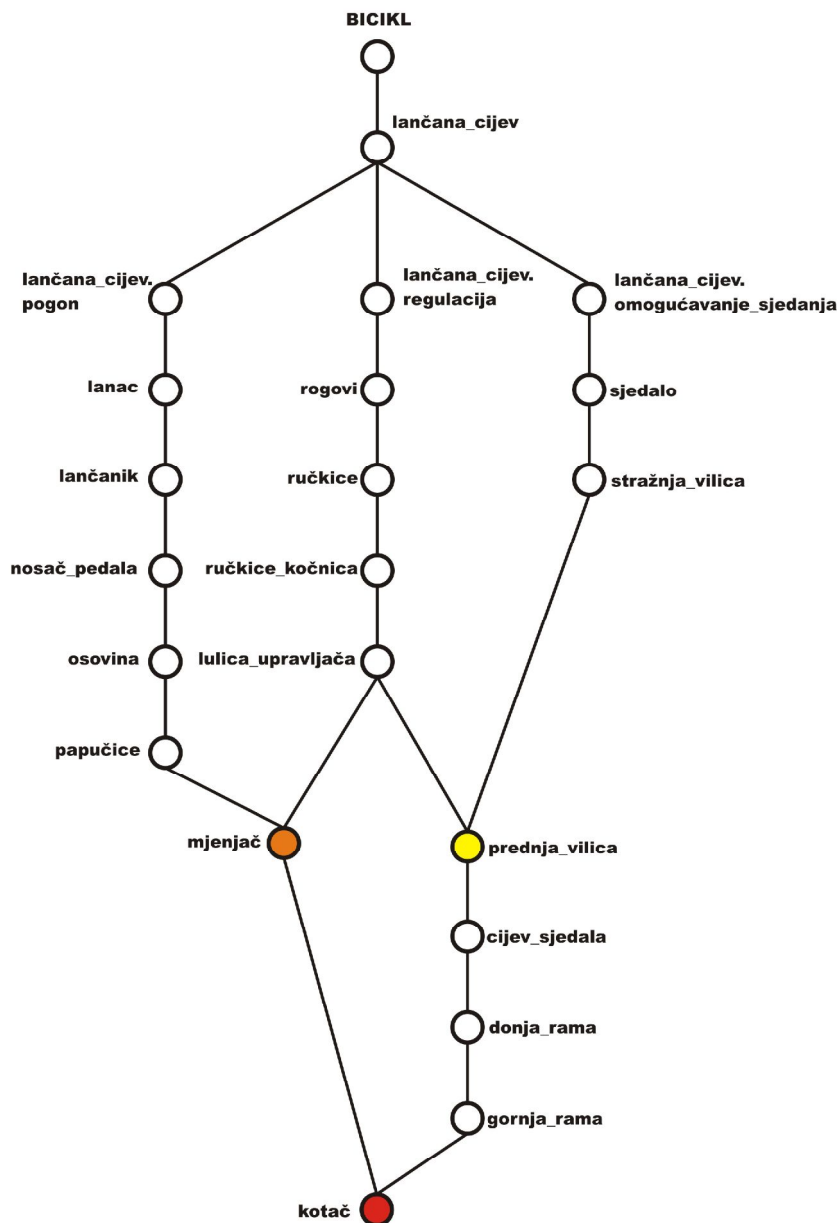 BICIKL
lančana_cijev
lančana_cijev.
pogon
lančana_cijev.
regulacija
lančana_cijev.
omogućavanje_sjedanja
lanac
rogovi
sjedalo
lančanik
ručkice
stražnja_vilica
nosač_pedala
ručkice_kočnica
osovina
lulica_upravljača
papučice
mjenjač
prednja_vilica
cijev_sjedala
donja_rama
gornja_rama
kotač